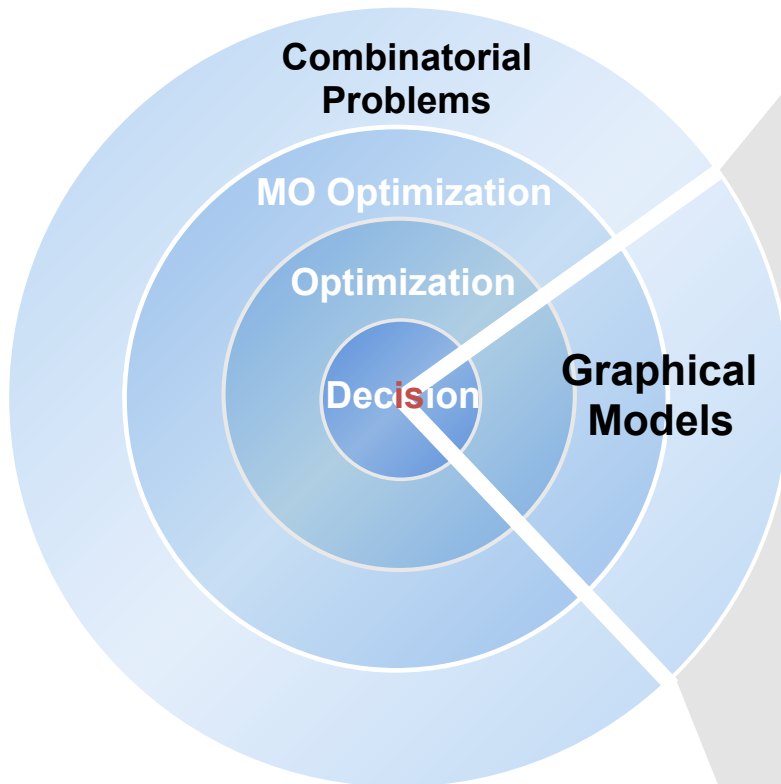 Combinatorial
Problems
MO Optimization
Optimization
Decision
Graphical
Models